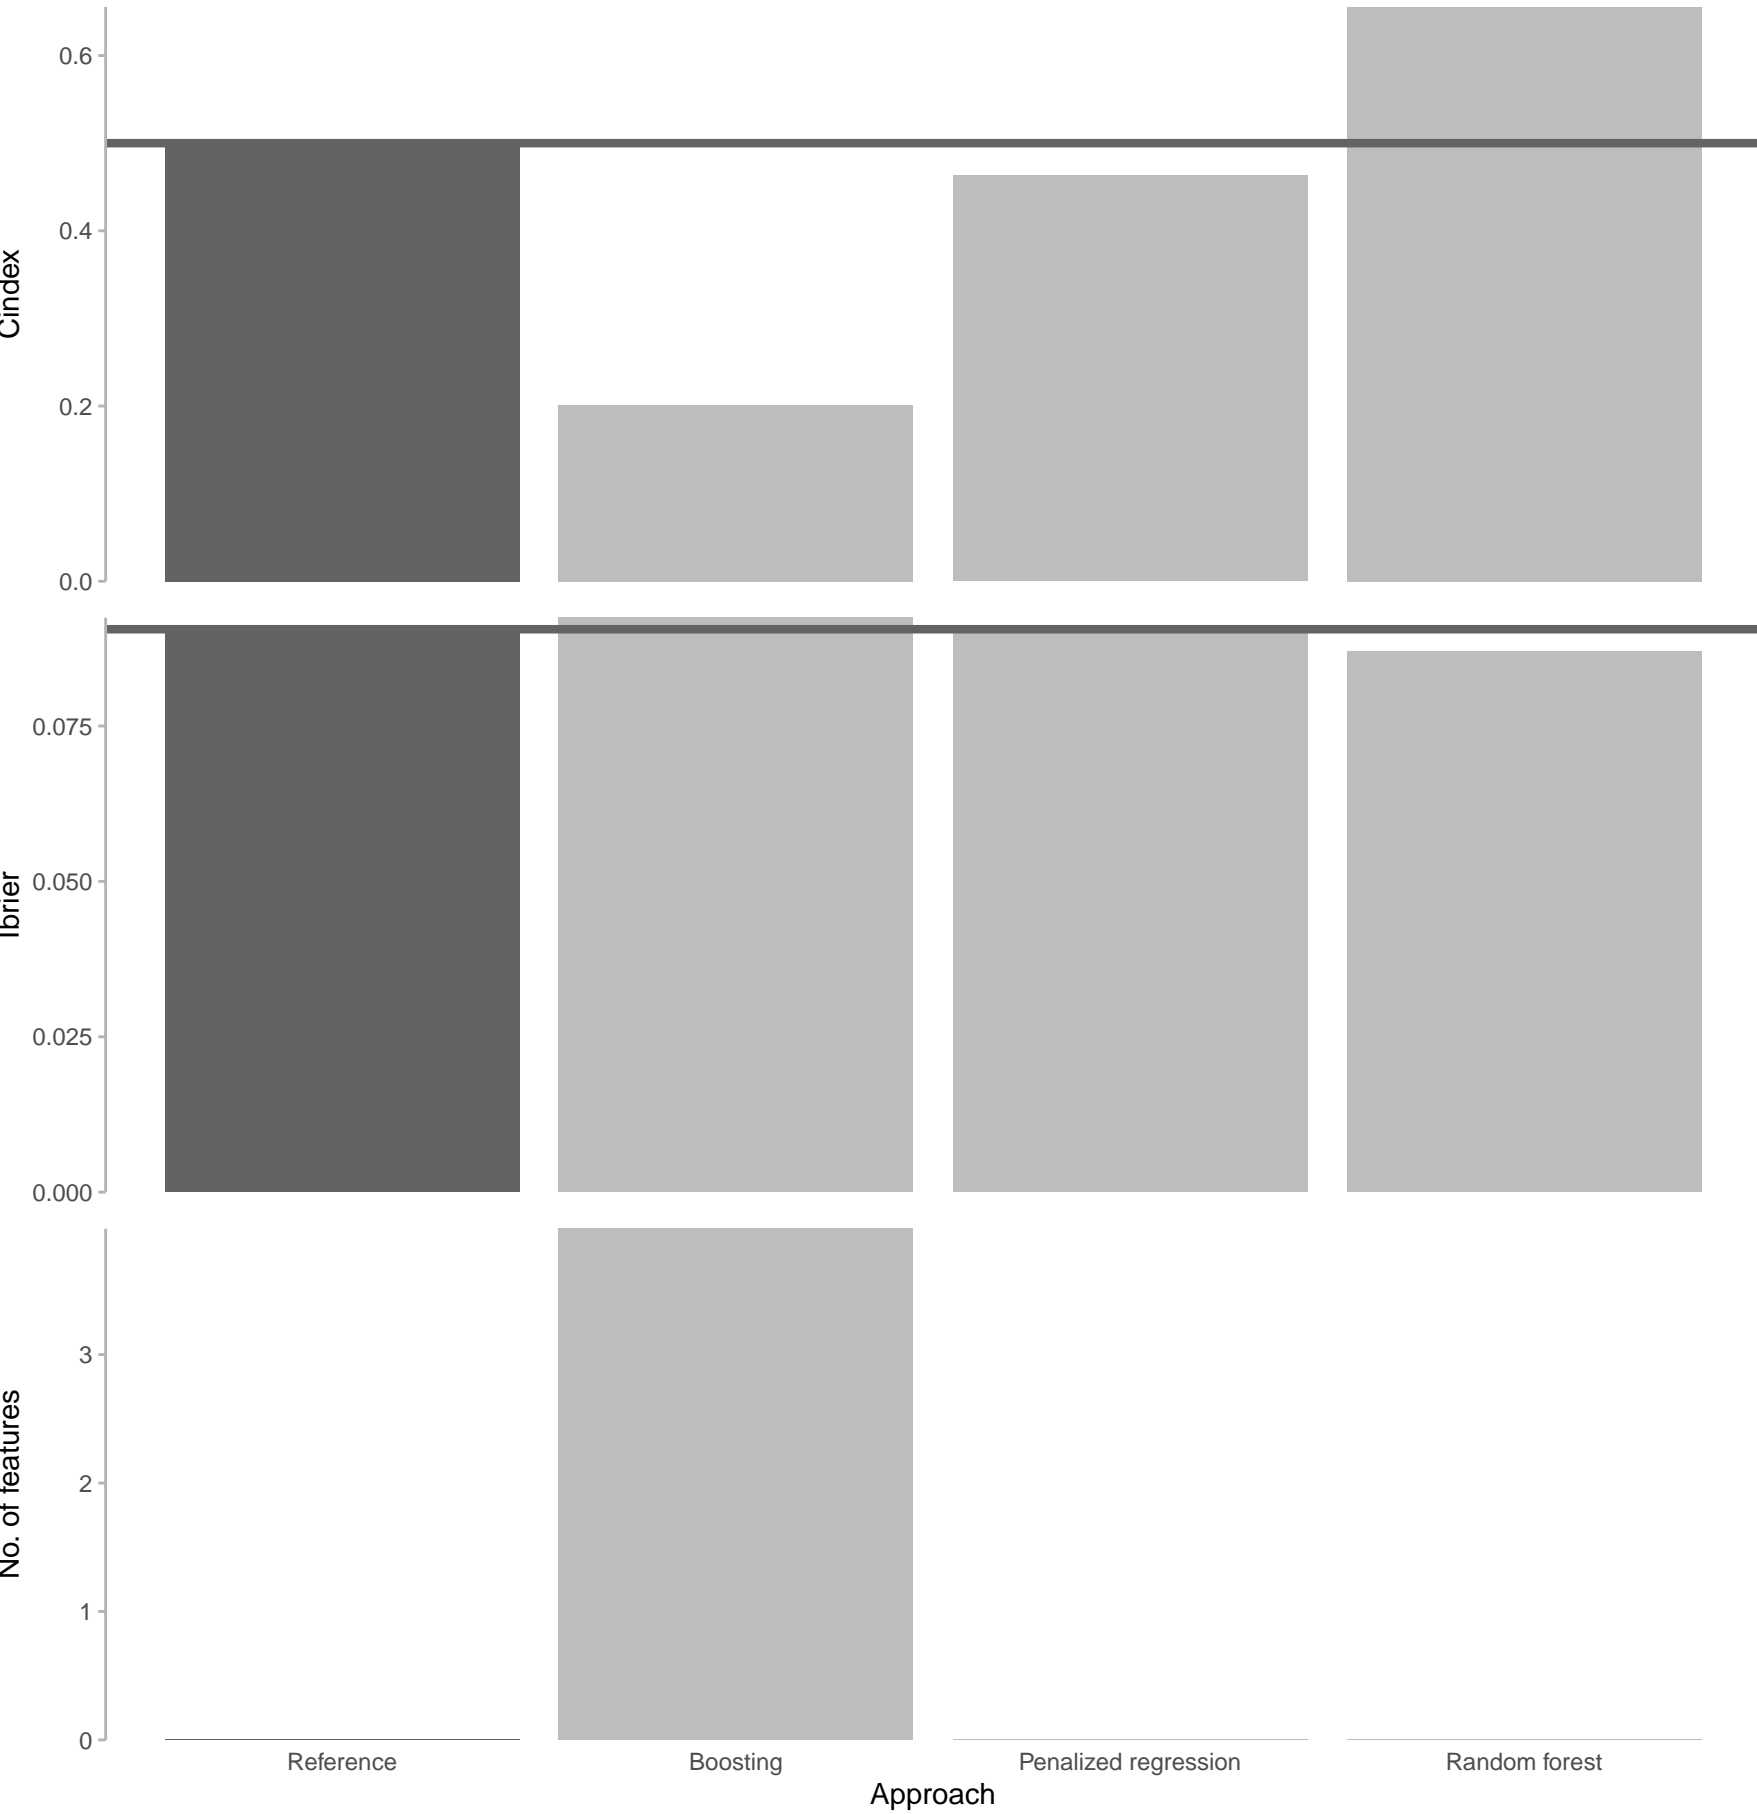 Cindex
0.6
0.4
0.2
0.0
Ibrier
0.075
0.050
0.025
0.000
No. of features
3
2
1
0
Reference
Boosting
Penalized regression
Random forest
Approach